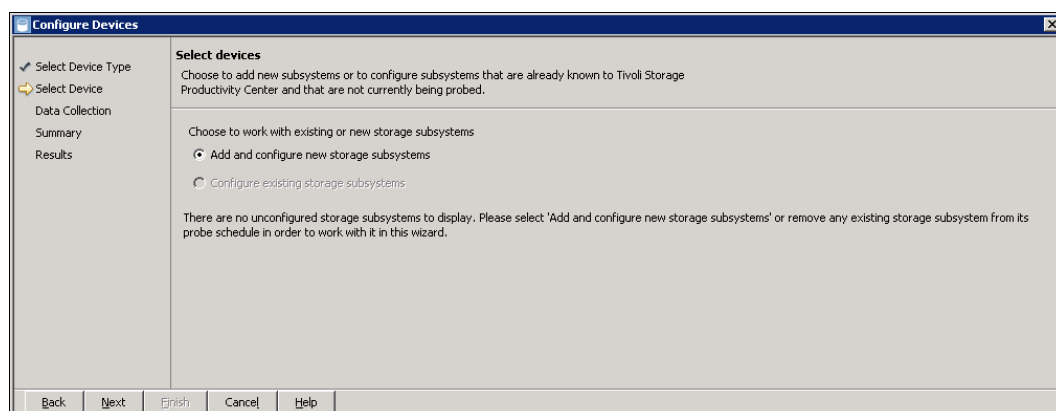 Configure Devices
Select Device Type
Select Device
Data Collection
Summary
Results
Select devices
Choose to add new subsystems or to configure subsystems that are already known to Tivoli Storage
Productivity Center and that are not currently being probed.
Choose to work with existing or new storage subsystems
Add and configure new storage subsystems
Configure existing storage subsystems
There are no unconfigured storage subsystems to display. Please select 'Add and configure new storage subsystems' or remove any existing storage subsystem from its
probe schedule in order to work with it in this wizard.
Back Next Finish Cancel Help